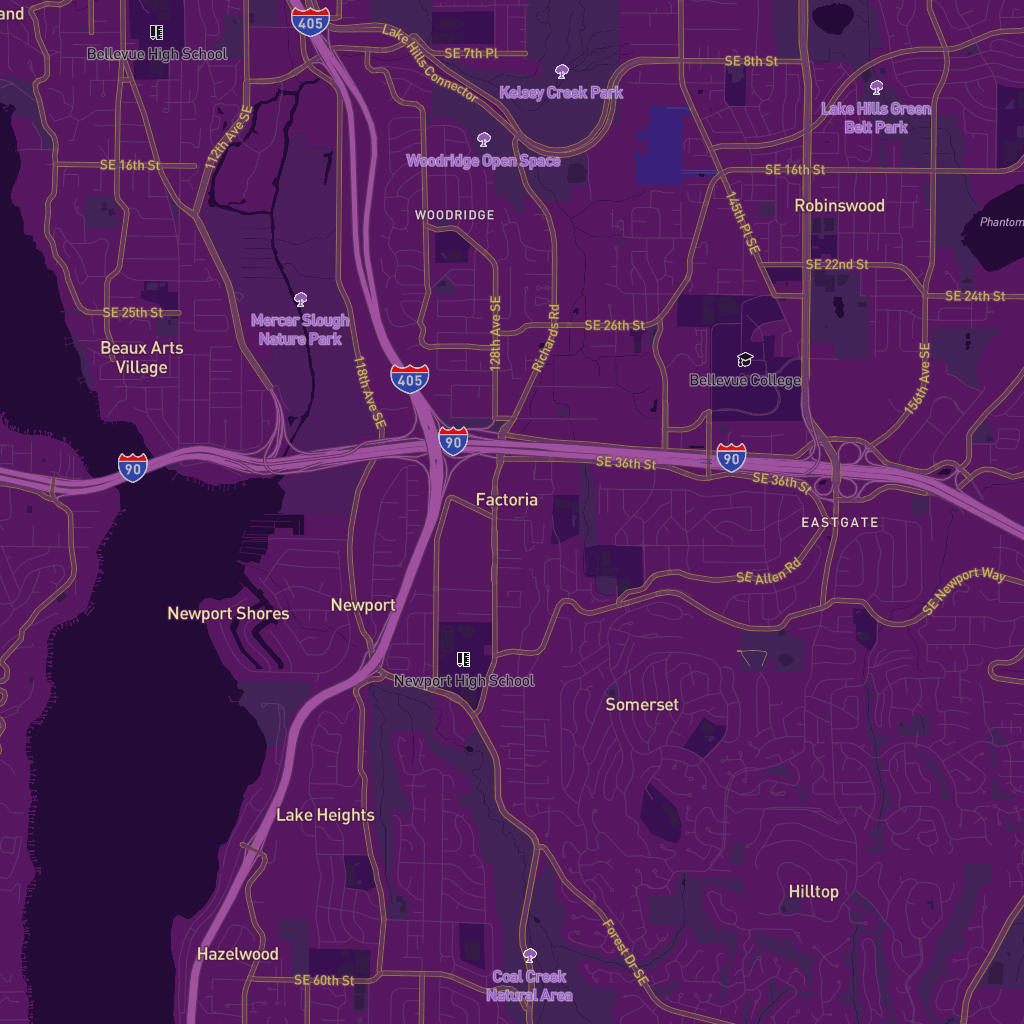 and
405
Bellevue High School
Lake Hills Connector
SE 7th Pl
SE 8th St
Kelsey Creek Park
Lake Hills Green
Belt Park
112th Ave SE
Woodridge Open Space
SE 16th St
SE 16th St
145th Pl SE
Robinswood
WOODRIDGE
Phantom
SE 22nd St
SE 24th St
Mercer Slough
Nature Park
SE 25th St
128th Ave SE
Richards Rd
SE 26th St
Beaux Arts
Village
118th Ave SE
405
Bellevue College
156th Ave SE
90
90
90
SE 36th St
SE 36th St
Factoria
EASTGATE
SE Allen Rd
SE Newport Way
Newport Shores
Newport
Newport High School
Somerset
Lake Heights
Hilltop
Hazelwood
Forest Dr SE
SE 60th St
Coal Creek
Natural Area